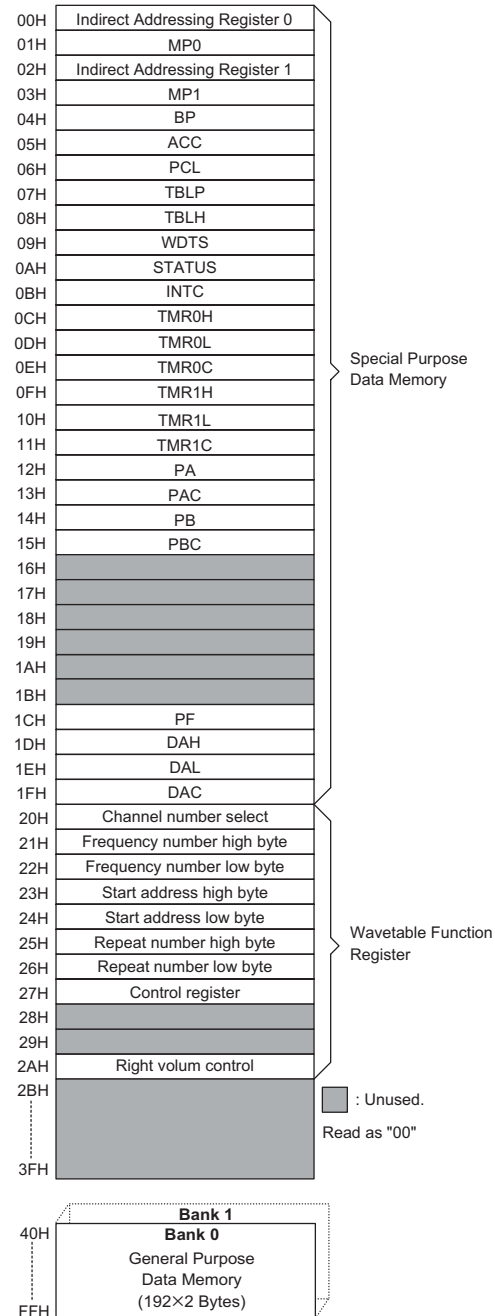 00H Indirect Addressing Register 0
01H MP0
02H Indirect Addressing Register 1
03H MP1
04H BP
05H ACC
06H PCL
07H TBLP
08H TBLH
09H WDTS
0AH STATUS
0BH INTC
0CH TMR0H
0DH TMR0L
0EH TMR0C
0FH TMR1H
10H TMR1L
11H TMR1C
12H PA
13H PAC
14H PB
15H PBC
16H
17H
18H
19H
1AH
1BH
1CH PF
1DH DAH
1EH DAL
1FH DAC
Special Purpose
Data Memory
20H Channel number select
21H Frequency number high byte
22H Frequency number low byte
23H Start address high byte
24H Start address low byte
25H Repeat number high byte
26H Repeat number low byte
27H Control register
28H
29H
2AH Right volum control
Wavetable Function
Register
2BH
3FH
: Unused.
Read as "00"
Bank 1
40H Bank 0
General Purpose
Data Memory
(192×2 Bytes)
FFH